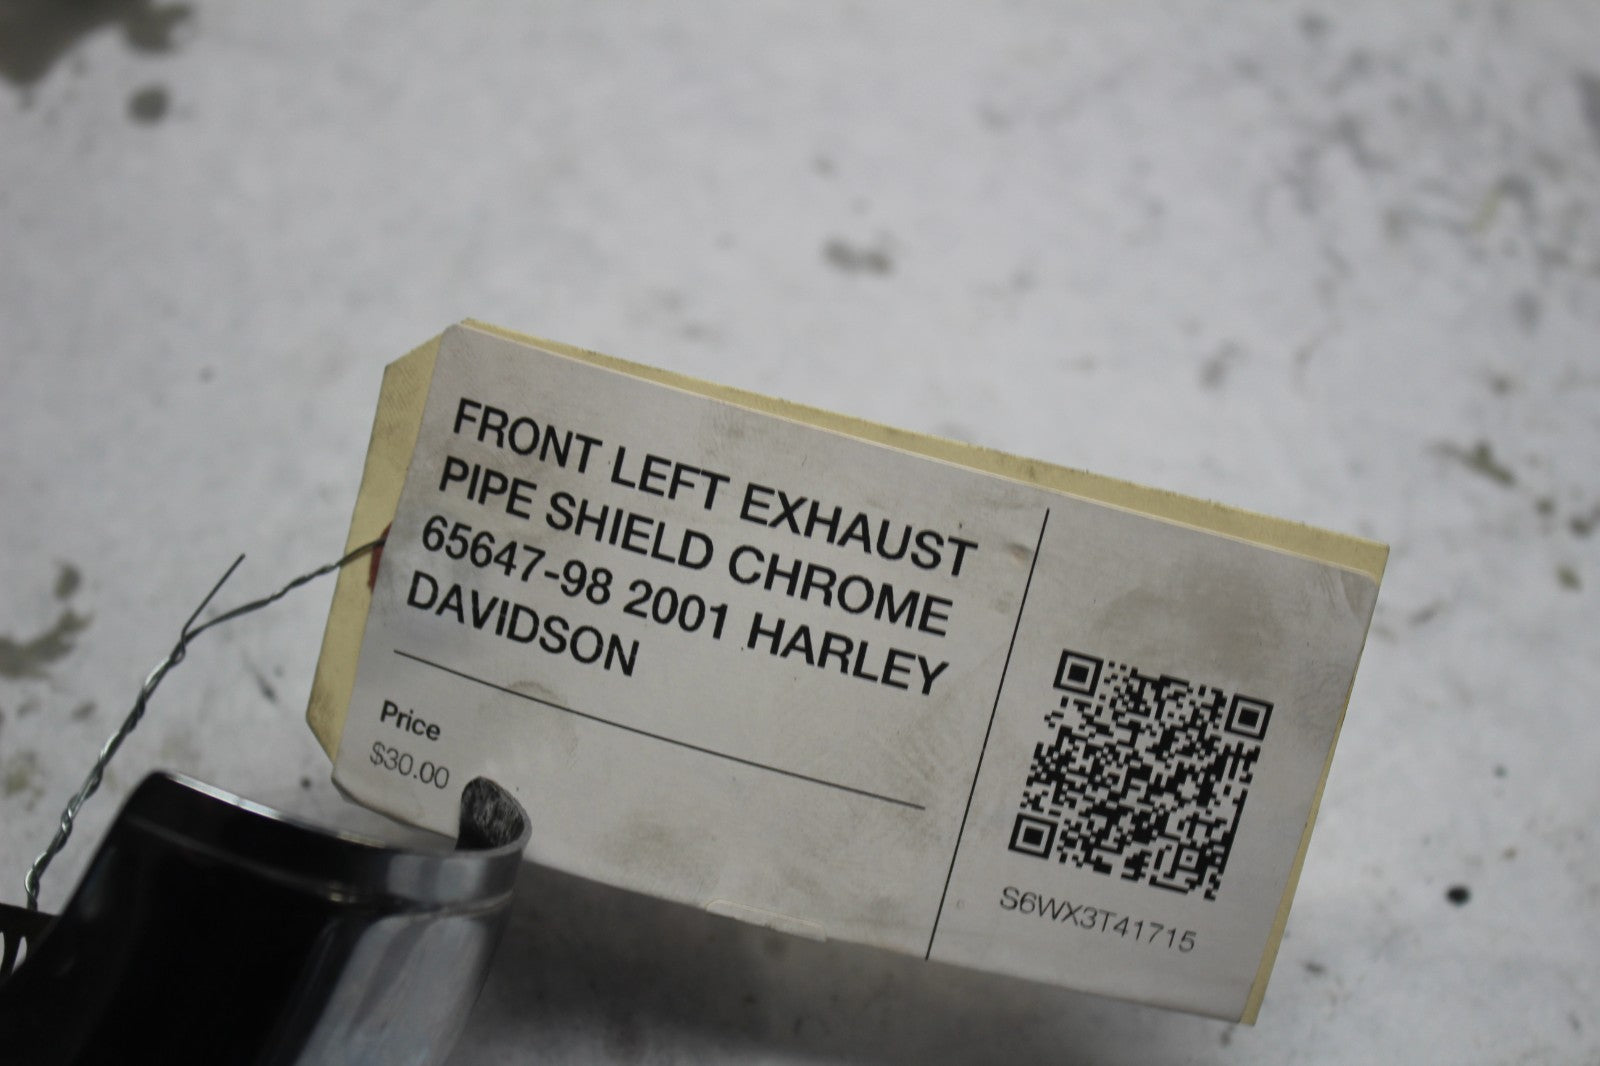 FRONT LEFT EXHAUST
PIPE SHIELD CHROME
65647-98 2001 HARLEY
DAVIDSON
Price
$30.00
S6WX3T41715